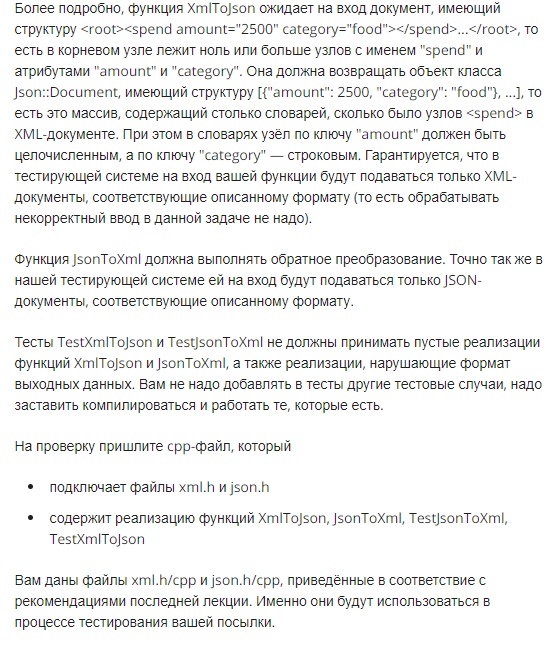 Более подробно, функция XmlToJson ожидает на вход документ, имеющий
структуру <root><spend amount="2500" category="food"></spend>...</root>, то
есть в корневом узле лежит ноль или больше узлов с именем "spend" и
атрибутами "amount" и "category". Она должна возвращать объект класса
Json::Document, имеющий структуру [{"amount": 2500, "category": "food"}, ...], то
есть это массив, содержащий столько словарей, сколько было узлов <spend> в
XML-документе. При этом в словарях узёл по ключу "amount" должен быть
целочисленным, а по ключу "category" — строковым. Гарантируется, что в
тестирующей системе на вход вашей функции будут подаваться только XML-
документы, соответствующие описанному формату (то есть обрабатывать
некорректный ввод в данной задаче не надо).
Функция JsonToXml должна выполнять обратное преобразование. Точно так же в
нашей тестирующей системе ей на вход будут подаваться только JSON-
документы, соответствующие описанному формату.
Тесты TestXmlToJson и TestJsonToXml не должны принимать пустые реализации
функций XmlToJson и JsonToXml, а также реализации, нарушающие формат
выходных данных. Вам не надо добавлять в тесты другие тестовые случаи, надо
заставить компилироваться и работать те, которые есть.
На проверку пришлите cpp-файл, который
• подключает файлы xml.h и json.h
• содержит реализацию функций XmlToJson, JsonToXml, TestJsonToXml,
TestXmlToJson
Вам даны файлы xml.h/cpp и json.h/cpp, приведённые в соответствие с
рекомендациями последней лекции. Именно они будут использоваться в
процессе тестирования вашей посылки.